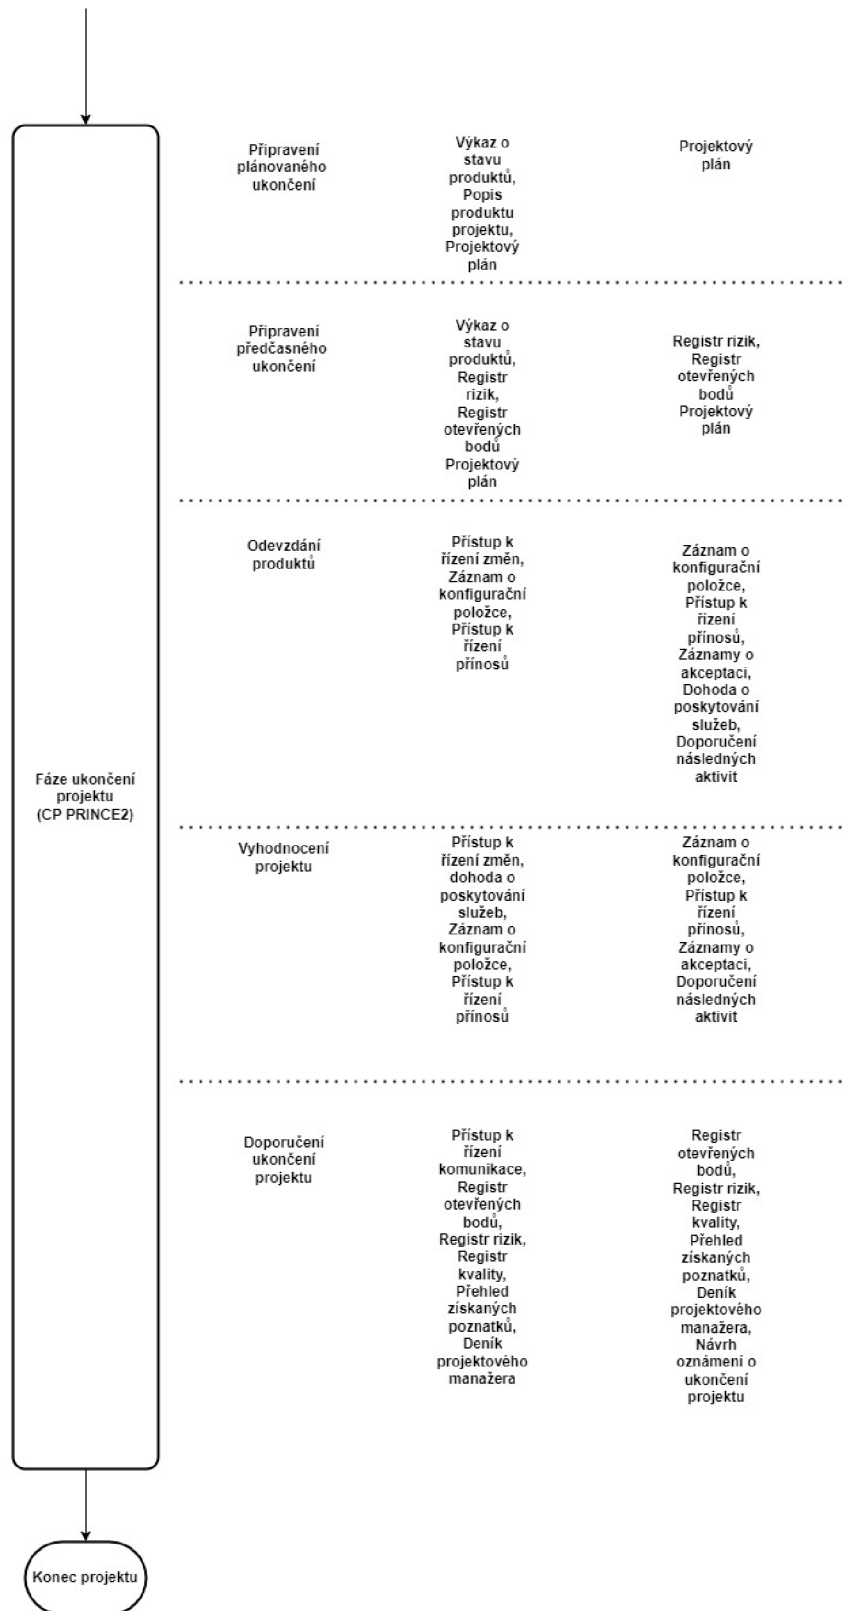 Připravení
plánovaného
ukončení
Výkaz o
stavu
produktů,
Popis
produktu
projektu,
Projektový
plán
Projektový
plán
Připravení
předčasného
ukončení
Výkaz o
stavu
produktů,
Registr
rizik,
Registr
otevřených
bodů
Projektový
plán
Registr rizik,
Registr
otevřených
bodů
Projektový
plán
Odevzdání
produktů
Přístup k
řízení změn,
Záznam o
konfigurační
položce,
Přístup k
řízení
přínosů
Záznam o
konfigurační
položce,
Přístup k
řízení
přínosů,
Záznamy o
akceptaci,
Dohoda o
poskytování
služeb,
Doporučení
následných
aktivit
Fáze ukončení
projektu
(CP PRINCE2)
Vyhodnocení
projektu
Přístup k
řízení změn,
dohoda o
poskytování
služeb,
Záznam o
konfigurační
položce,
Přístup k
řízení
přínosů
Záznam o
konfigurační
položce,
Přístup k
řízení
přínosů,
Záznamy o
akceptaci,
Doporučení
následných
aktivit
Doporučení
ukončení
projektu
Přístup k
řízení
komunikace,
Registr
otevřených
bodů,
Registr rizik,
Registr
kvality,
Přehled
získaných
poznatků,
Deník
projektového
manažera
Registr
otevřených
bodů,
Registr rizik,
Registr
kvality,
Přehled
získaných
poznatků,
Deník
projektového
manažera,
Návrh
oznámení o
ukončení
projektu
Konec projektu